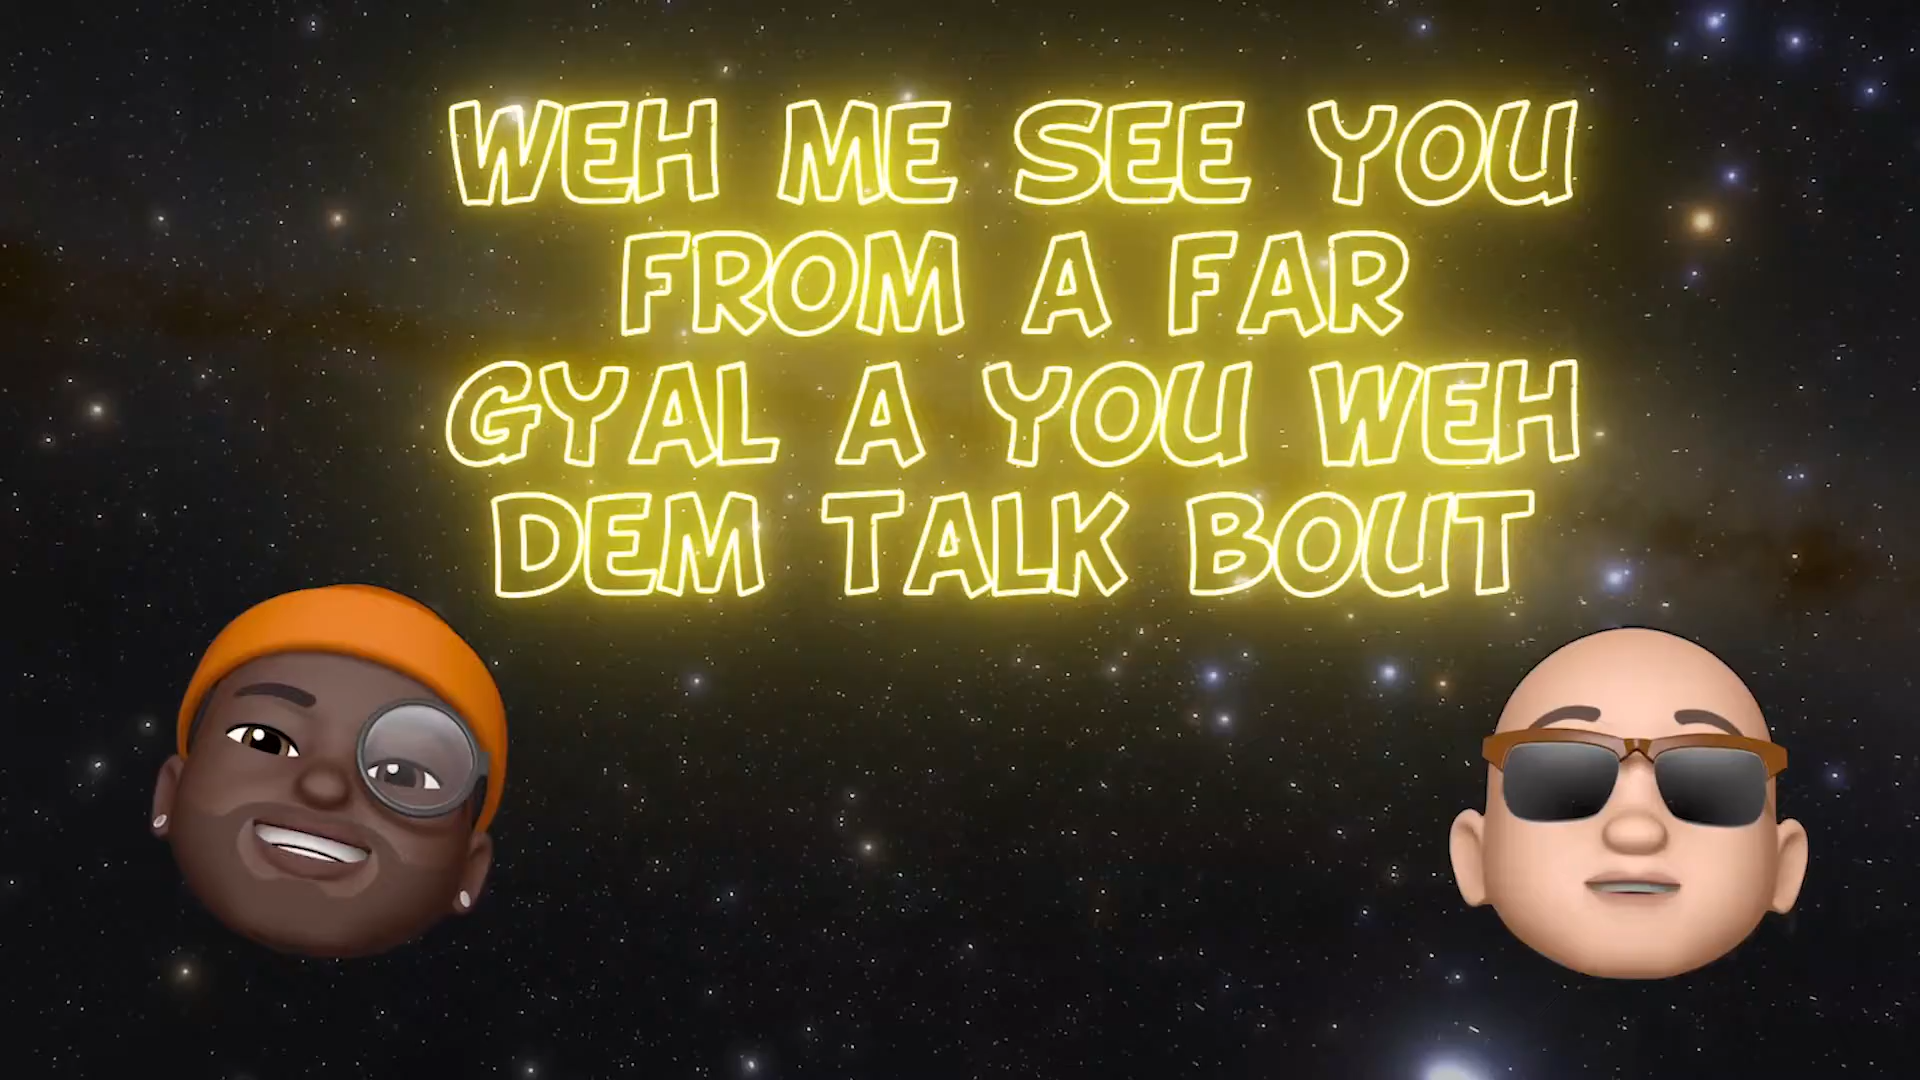 WEH ME SEE YOU
FROM A FAR
GYAL A YOU WEH
DEM TALK BOUT